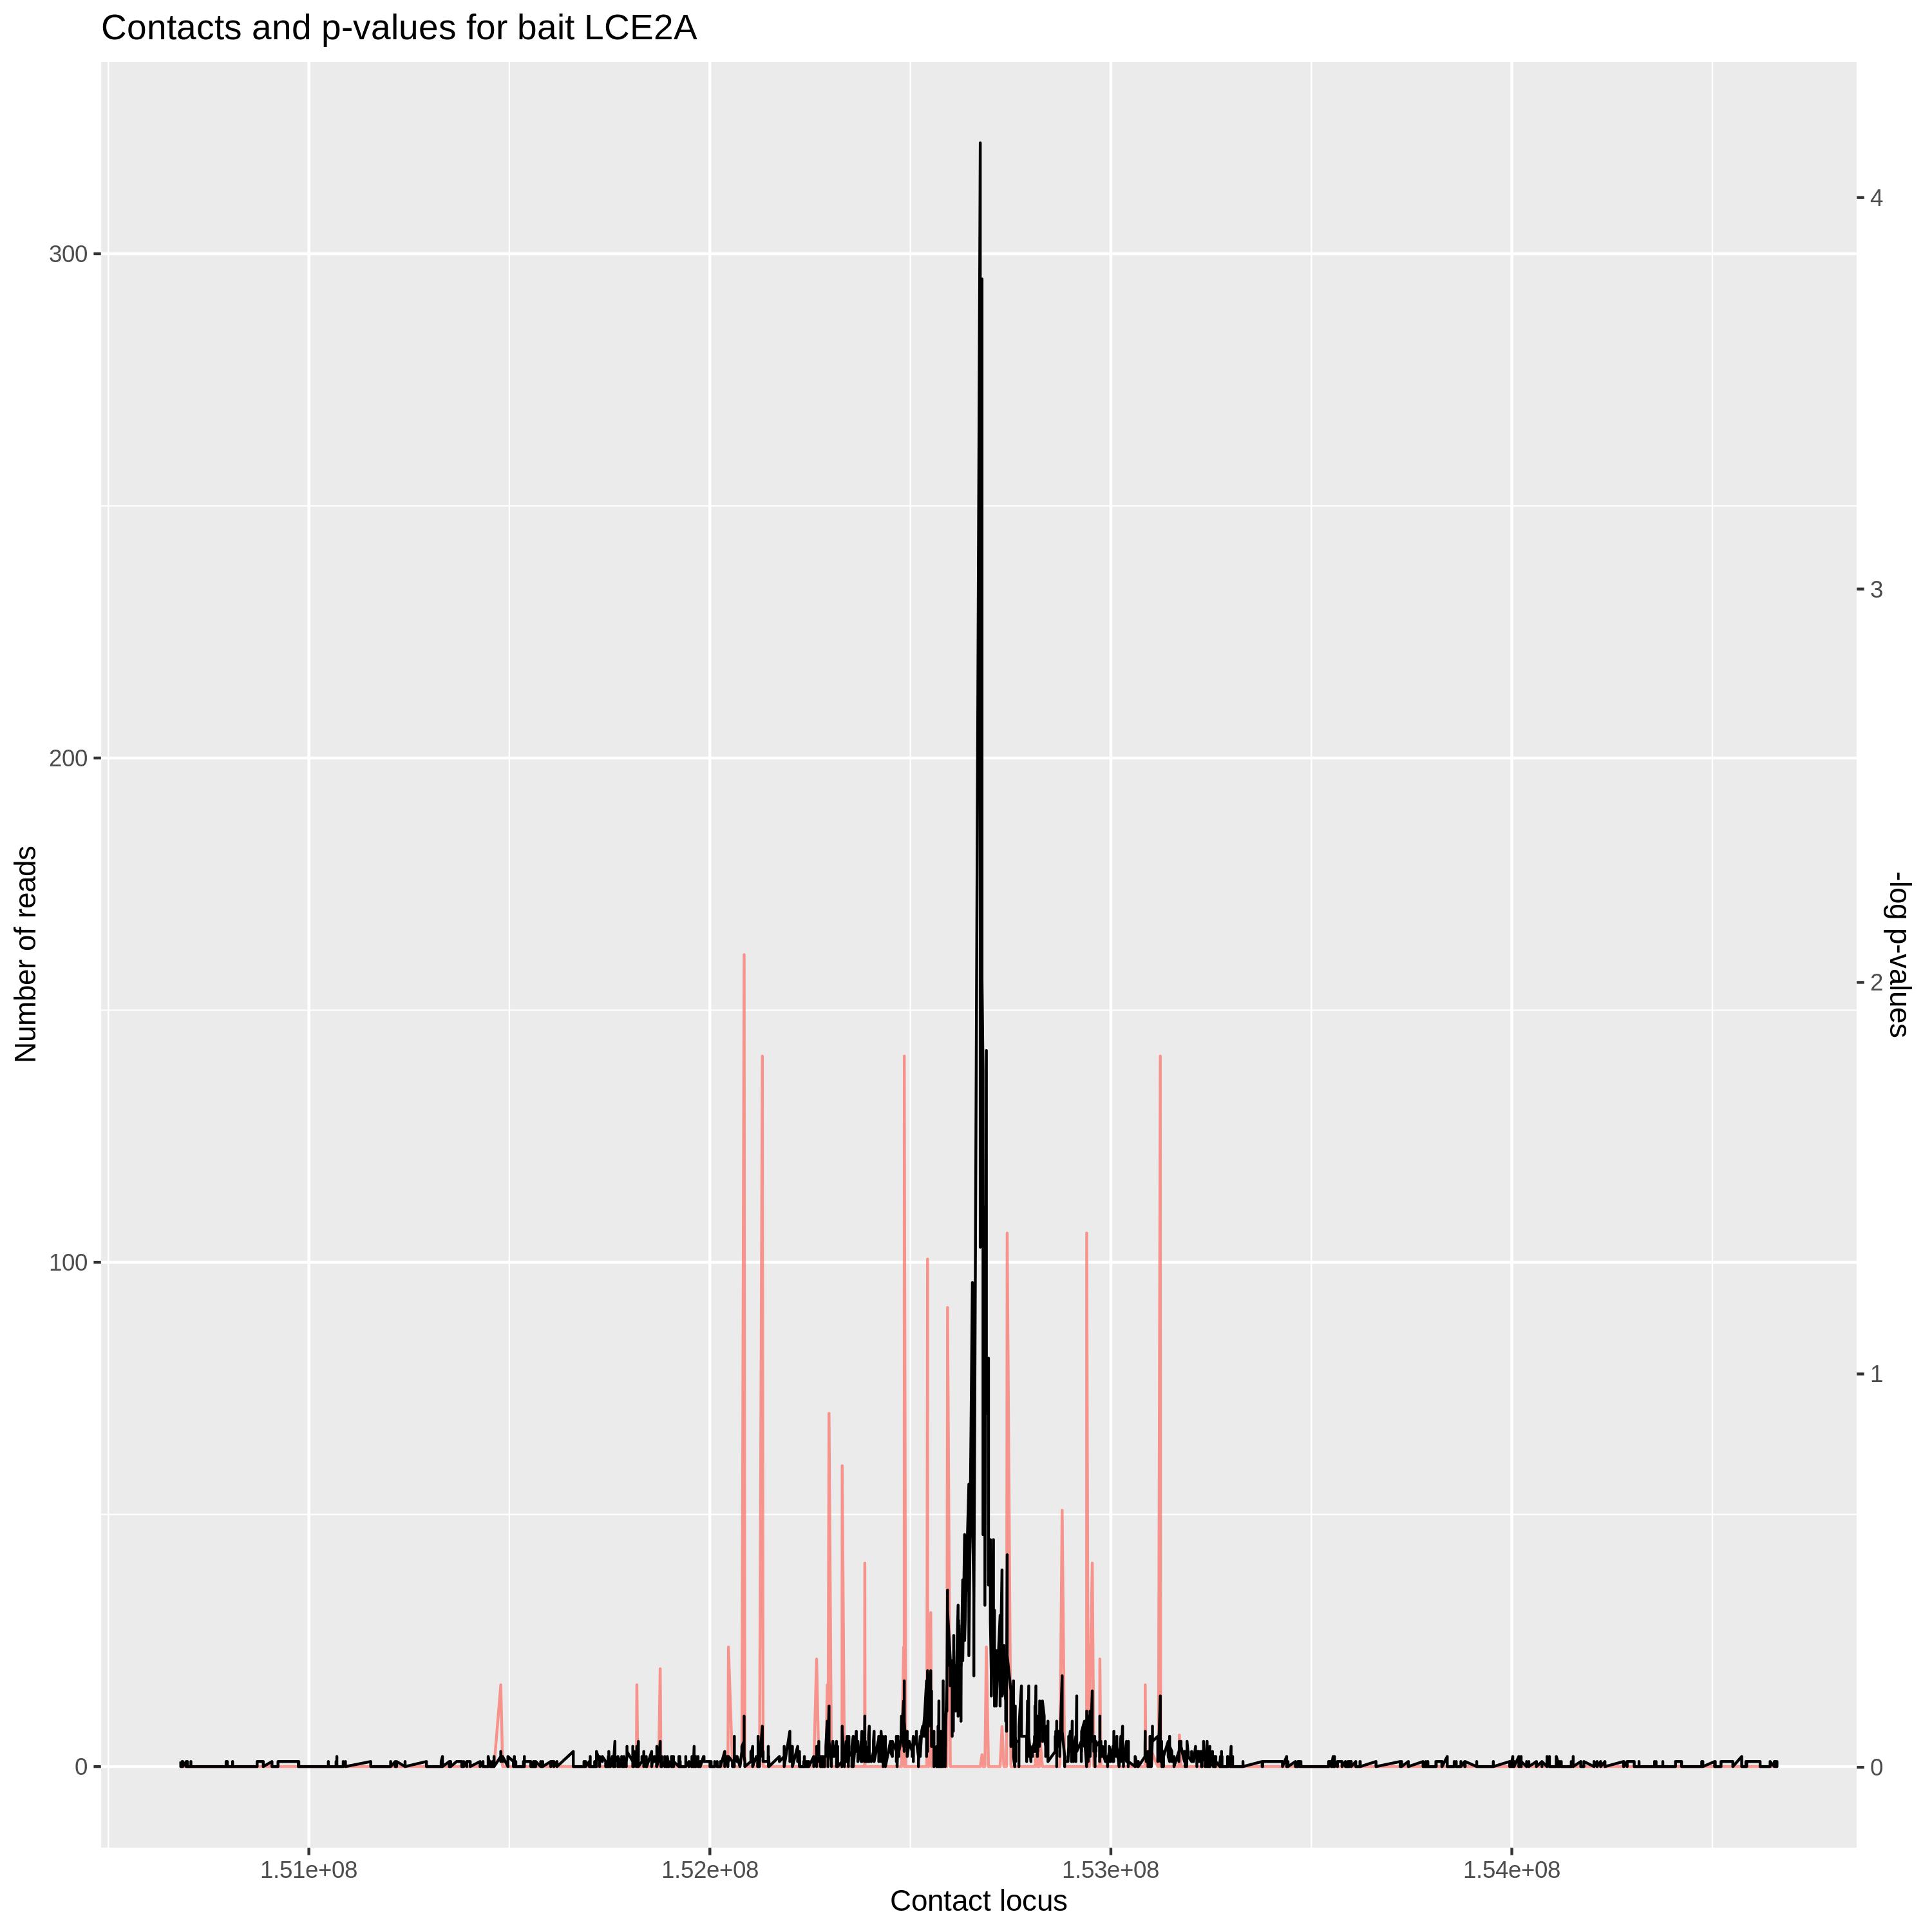 Contacts and p-values for bait LCE2A
Number of reads
300
200
100
0
4
3
2
1
0
-log p-values
1.51e+08 1.52e+08 1.53e+08 1.54e+08
Contact locus